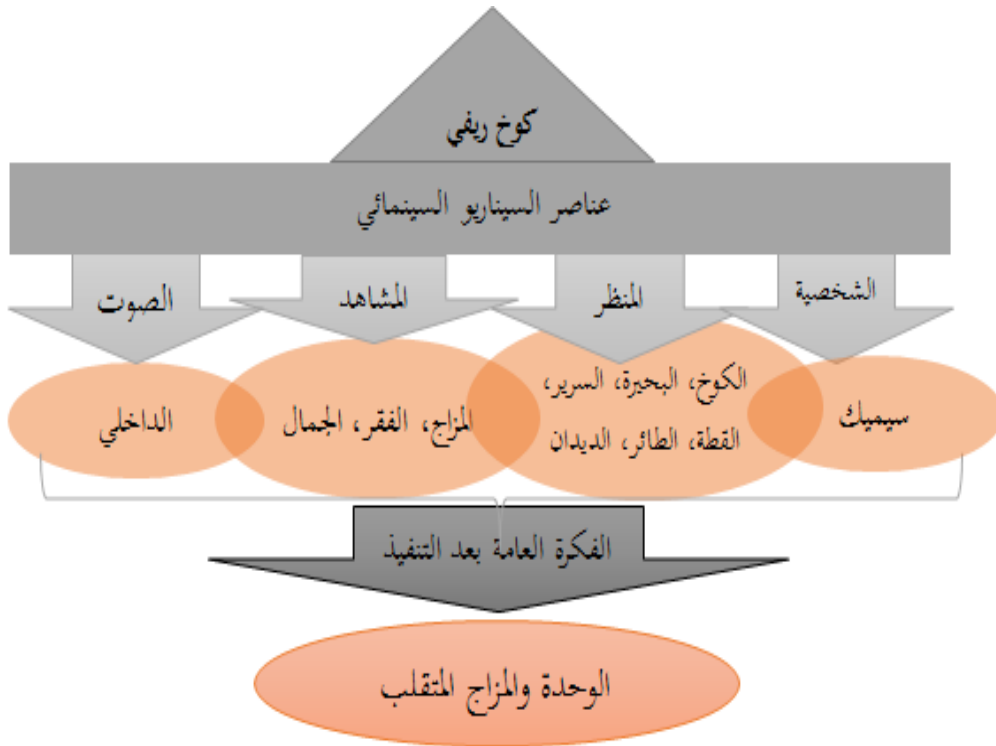 كوخ ريفي
عناصر السيناريو السينمائي
الشخصية
المنظر
المشاهد
الصوت
سيميك
الكوخ، البحيرة، السرير،
القطة، الطائر، الديدان
المزاج، الفقر، الجمال
الداخلي
الفكرة العامة بعد التنفيذ
الوحدة والمزاج المتقلب